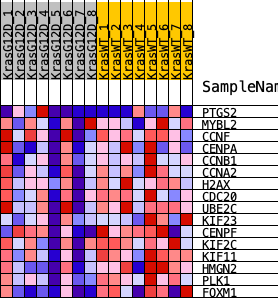 KrasG12D_1
KrasG12D_2
KrasG12D_3
KrasG12D_4
KrasG12D_5
KrasG12D_6
KrasG12D_7
KrasG12D_8
KrasWT_1
KrasWT_2
KrasWT_3
KrasWT_4
KrasWT_5
KrasWT_6
KrasWT_7
KrasWT_8
SampleNam
PTGS2
MYBL2
CCNF
CENPA
CCNB1
CCNA2
H2AX
CDC20
UBE2C
KIF23
CENPF
KIF2C
KIF11
HMGN2
PLK1
FOXM1